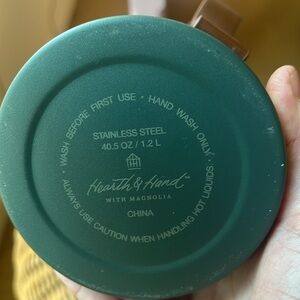 • WASH BEFORE FIRST USE • HAND WASH ONLY •
STAINLESS STEEL
40.5 OZ / 1.2 L
Hearth & Hand™
WITH MAGNOLIA
CHINA
ALWAYS USE CAUTION WHEN HANDLING HOT LIQUIDS